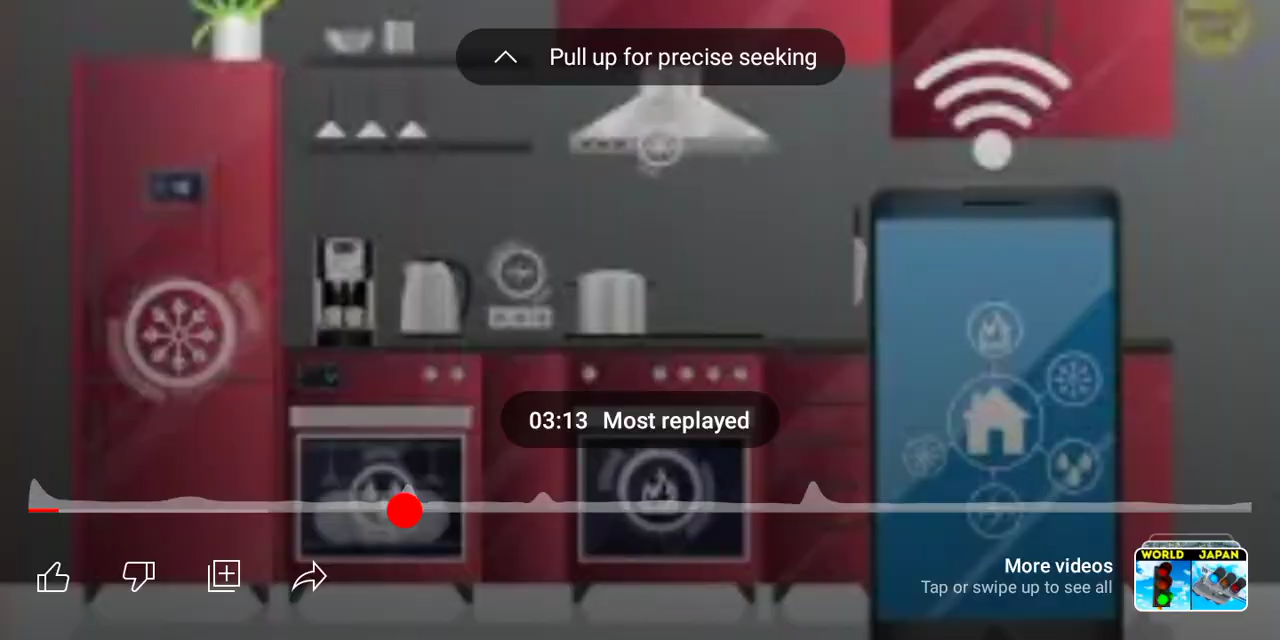 Pull up for precise seeking
03:13 Most replayed
More videos
Tap or swipe up to see all
WORLD JAPAN